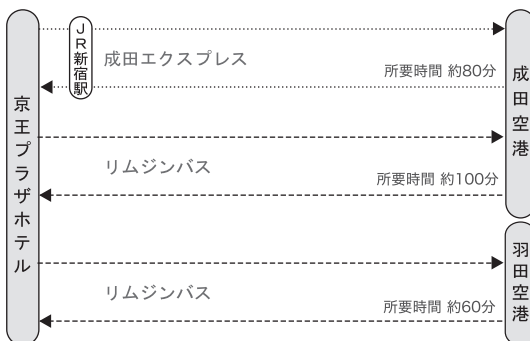 京王プラザホテル
JR新宿駅
成田エクスプレス
所要時間 約80分
リムジンバス
所要時間 約100分
成田空港
リムジンバス
所要時間 約60分
羽田空港